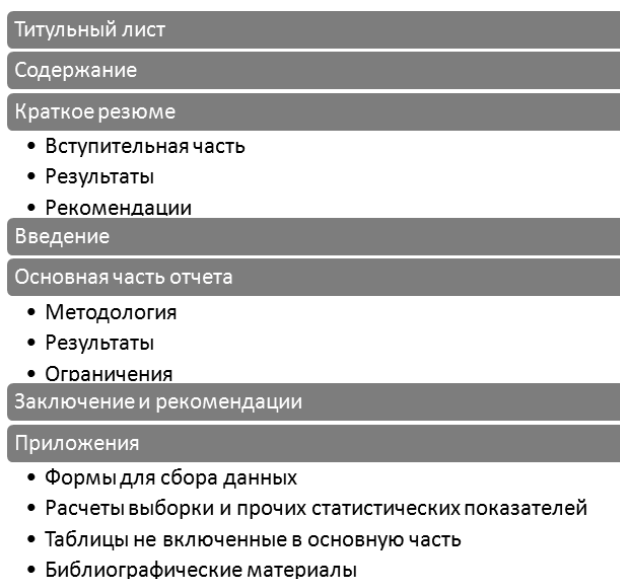 Титульный лист
Содержание
Краткое резюме
• Вступительная часть
• Результаты
• Рекомендации
Введение
Основная часть отчета
• Методология
• Результаты
• Ограничения
Заключение и рекомендации
Приложения
• Формы для сбора данных
• Расчеты выборки и прочих статистических показателей
• Таблицы не включенные в основную часть
• Библиографические материалы